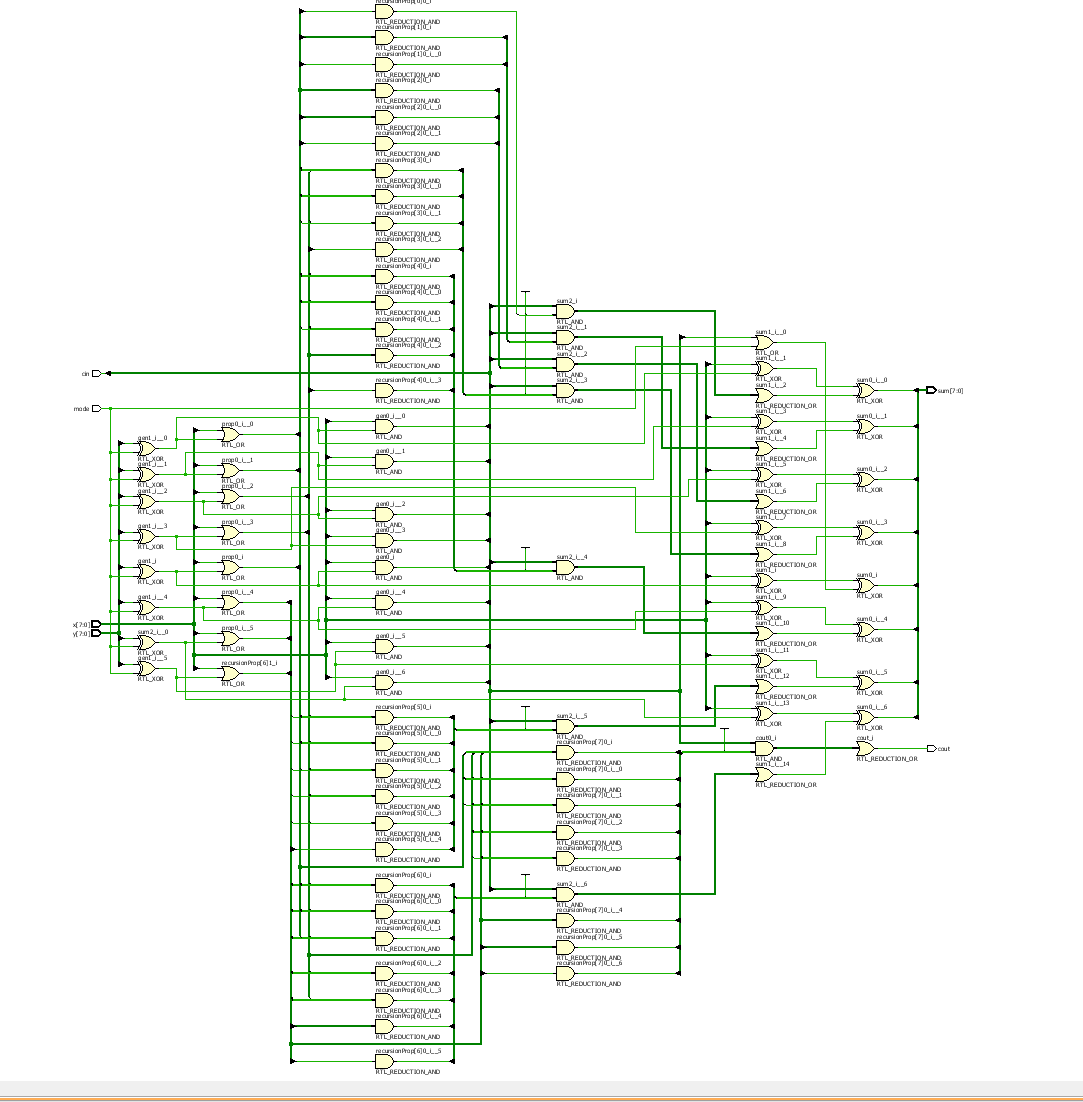 recursionProp[0]0_i
RTL_REDUCTION_AND
recursionProp[1]0_i
RTL_REDUCTION_AND
recursionProp[1]0_i__0
RTL_REDUCTION_AND
recursionProp[2]0_i
RTL_REDUCTION_AND
recursionProp[2]0_i__0
RTL_REDUCTION_AND
recursionProp[2]0_i__1
RTL_REDUCTION_AND
recursionProp[3]0_i
RTL_REDUCTION_AND
recursionProp[3]0_i__0
RTL_REDUCTION_AND
recursionProp[3]0_i__1
RTL_REDUCTION_AND
recursionProp[3]0_i__2
RTL_REDUCTION_AND
recursionProp[4]0_i
RTL_REDUCTION_AND
recursionProp[4]0_i__0
RTL_REDUCTION_AND
recursionProp[4]0_i__1
RTL_REDUCTION_AND
recursionProp[4]0_i__2
RTL_REDUCTION_AND
recursionProp[4]0_i__3
RTL_REDUCTION_AND
cin
mode
x[7:0]
y[7:0]
gen1_i__0
RTL_XOR
gen1_i__1
RTL_XOR
gen1_i__2
RTL_XOR
gen1_i__3
RTL_XOR
gen1_i
RTL_XOR
gen1_i__4
RTL_XOR
sum2_i__0
RTL_XOR
gen1_i__5
RTL_XOR
prop0_i__0
RTL_OR
prop0_i__1
RTL_OR
prop0_i__2
RTL_OR
prop0_i__3
RTL_OR
prop0_i
RTL_OR
prop0_i__4
RTL_OR
prop0_i__5
RTL_OR
recursionProp[6]1_i
RTL_OR
gen0_i__0
RTL_AND
gen0_i__1
RTL_AND
gen0_i__2
RTL_AND
gen0_i__3
RTL_AND
gen0_i
RTL_AND
gen0_i__4
RTL_AND
gen0_i__5
RTL_AND
gen0_i__6
RTL_AND
recursionProp[5]0_i
RTL_REDUCTION_AND
recursionProp[5]0_i__0
RTL_REDUCTION_AND
recursionProp[5]0_i__1
RTL_REDUCTION_AND
recursionProp[5]0_i__2
RTL_REDUCTION_AND
recursionProp[5]0_i__3
RTL_REDUCTION_AND
recursionProp[5]0_i__4
RTL_REDUCTION_AND
recursionProp[6]0_i
RTL_REDUCTION_AND
recursionProp[6]0_i__0
RTL_REDUCTION_AND
recursionProp[6]0_i__1
RTL_REDUCTION_AND
recursionProp[6]0_i__2
RTL_REDUCTION_AND
recursionProp[6]0_i__3
RTL_REDUCTION_AND
recursionProp[6]0_i__4
RTL_REDUCTION_AND
recursionProp[6]0_i__5
RTL_REDUCTION_AND
sum2_i
RTL_AND
sum2_i__1
RTL_AND
sum2_i__2
RTL_AND
sum2_i__3
RTL_AND
sum2_i__4
RTL_AND
sum2_i__5
RTL_AND
recursionProp[7]0_i
RTL_REDUCTION_AND
recursionProp[7]0_i__0
RTL_REDUCTION_AND
recursionProp[7]0_i__1
RTL_REDUCTION_AND
recursionProp[7]0_i__2
RTL_REDUCTION_AND
recursionProp[7]0_i__3
RTL_REDUCTION_AND
sum2_i__6
RTL_AND
recursionProp[7]0_i__4
RTL_REDUCTION_AND
recursionProp[7]0_i__5
RTL_REDUCTION_AND
recursionProp[7]0_i__6
RTL_REDUCTION_AND
sum1_i__0
RTL_OR
sum1_i__1
RTL_XOR
sum1_i__2
RTL_REDUCTION_OR
sum1_i__3
RTL_XOR
sum1_i__4
RTL_REDUCTION_OR
sum1_i__5
RTL_XOR
sum1_i__6
RTL_REDUCTION_OR
sum1_i__7
RTL_XOR
sum1_i__8
RTL_REDUCTION_OR
sum1_i
RTL_XOR
sum1_i__9
RTL_XOR
sum1_i__10
RTL_REDUCTION_OR
sum1_i__11
RTL_XOR
sum1_i__12
RTL_REDUCTION_OR
sum1_i__13
RTL_XOR
cout0_i
RTL_AND
sum1_i__14
RTL_REDUCTION_OR
sum0_i__0
RTL_XOR
sum0_i__1
RTL_XOR
sum0_i__2
RTL_XOR
sum0_i__3
RTL_XOR
sum0_i
RTL_XOR
sum0_i__4
RTL_XOR
sum0_i__5
RTL_XOR
sum0_i__6
RTL_XOR
cout_i
RTL_REDUCTION_OR
sum[7:0]
cout